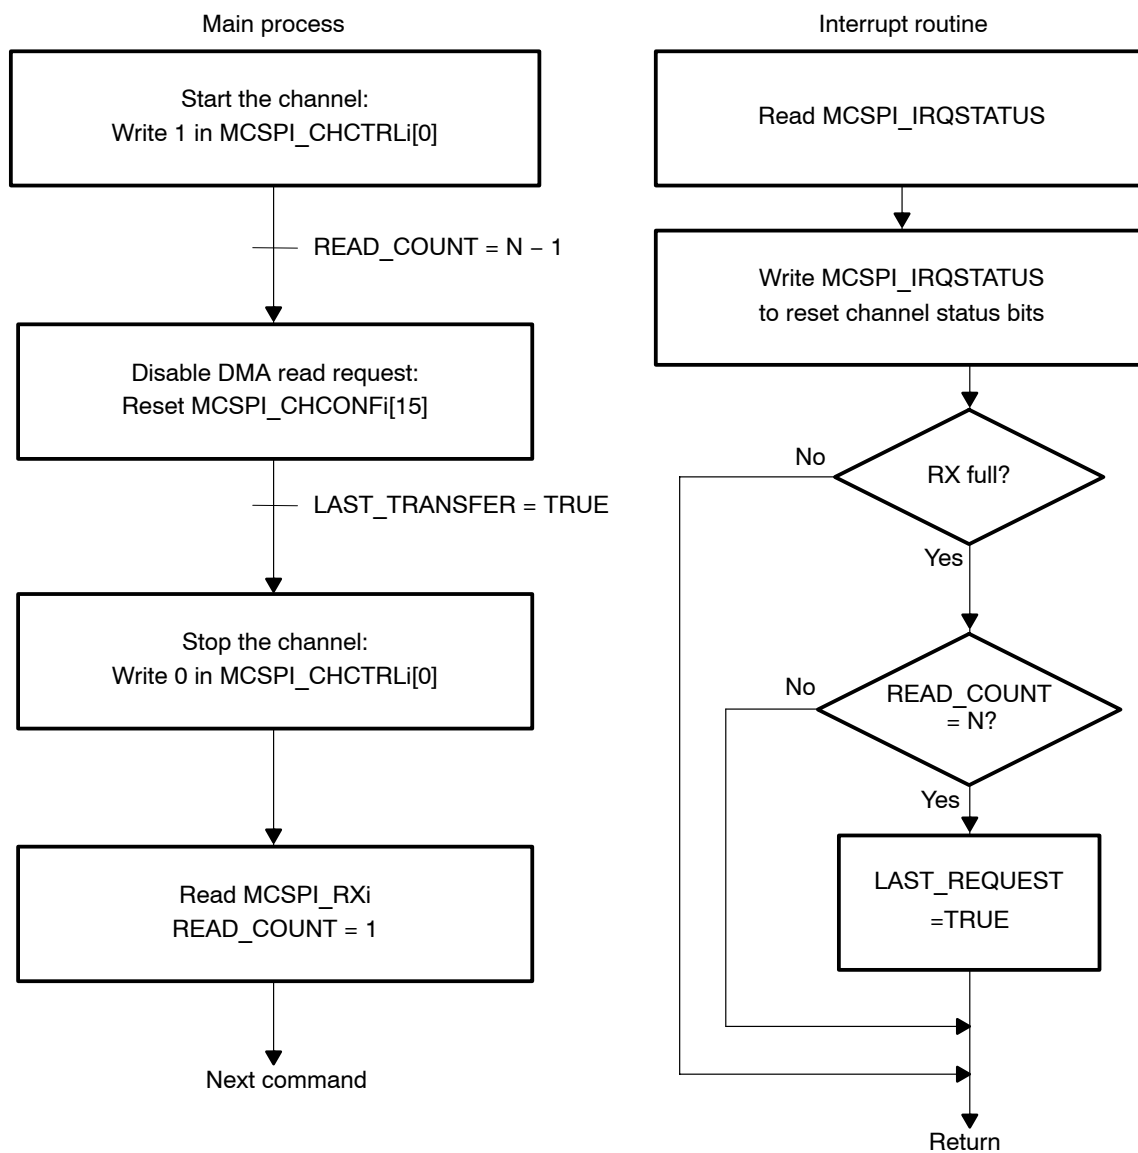 Main process
Start the channel:
Write 1 in MCSPI_CHCTRLi[0]
READ_COUNT = N − 1
Disable DMA read request:
Reset MCSPI_CHCONFi[15]
LAST_TRANSFER = TRUE
Stop the channel:
Write 0 in MCSPI_CHCTRLi[0]
Read MCSPI_RXi
READ_COUNT = 1
Next command
Interrupt routine
Read MCSPI_IRQSTATUS
Write MCSPI_IRQSTATUS
to reset channel status bits
No
RX full?
Yes
No
READ_COUNT
= N?
Yes
LAST_REQUEST
=TRUE
Return